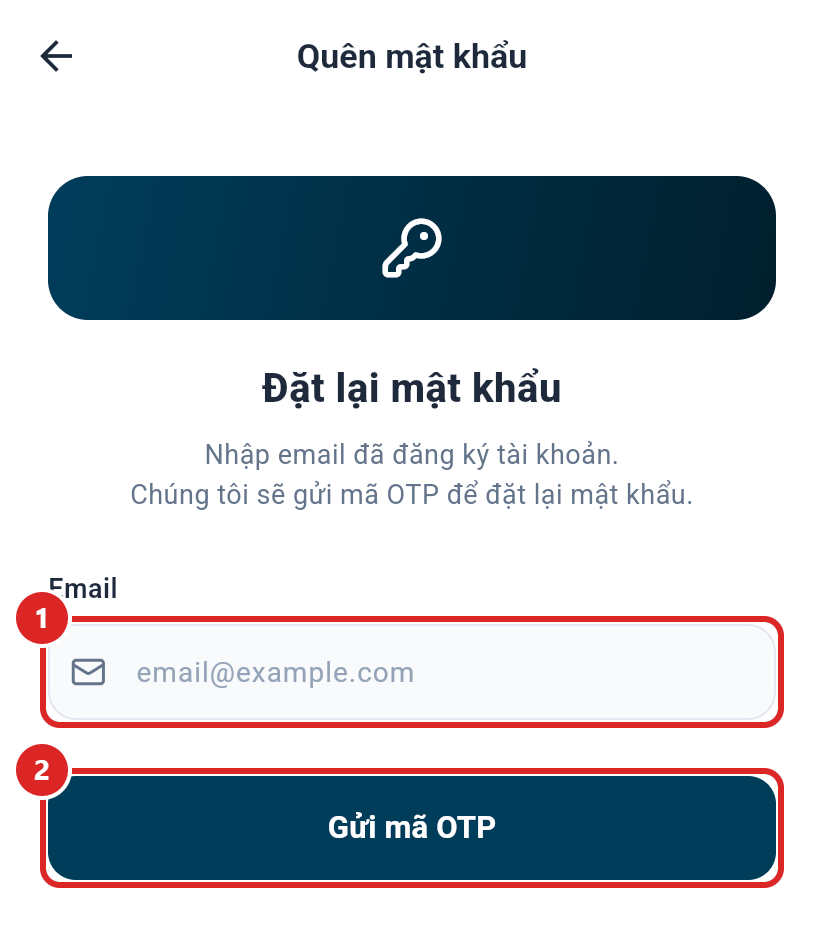 Quên mật khẩu
Đặt lại mật khẩu
Nhập email đã đăng ký tài khoản.
Chúng tôi sẽ gửi mã OTP để đặt lại mật khẩu.
Email
1
email@example.com
2
Gửi mã OTP